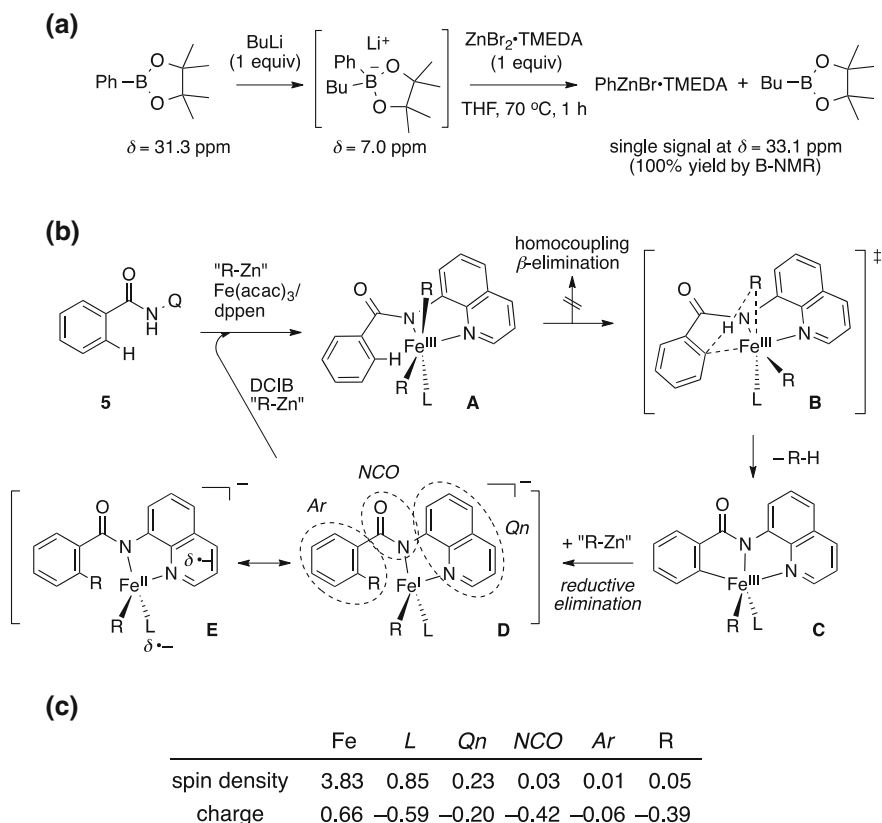 (a)
Ph–B O O
BuLi
(1 equiv)
Li⁺
Ph
Bu B⁻ O O
ZnBr₂•TMEDA
(1 equiv)
THF, 70 °C, 1 h
PhZnBr•TMEDA + Bu–B O O
δ = 31.3 ppm
δ = 7.0 ppm
single signal at δ = 33.1 ppm
(100% yield by B-NMR)
(b)
O
N Q
H
H
5
"R-Zn"
Fe(acac)₃/
dppen
DCIB
"R-Zn"
O R
N
H Feᴵᴵᴵ N
R
L
A
homocoupling
β-elimination
‡
O R
H N
Feᴵᴵᴵ N
R
L
B
– R-H
O
N
Feᴵᴵᴵ N
R L
C
+ "R-Zn"
reductive
elimination
NCO
Ar
Qn
–
O
N
R
Feᴵ N
R L
D
–
O
N
R
Feᴵᴵ N
δ•–
R L
δ•–
E
(c)
Fe L Qn NCO Ar R
spin density 3.83 0.85 0.23 0.03 0.01 0.05
charge 0.66 –0.59 –0.20 –0.42 –0.06 –0.39